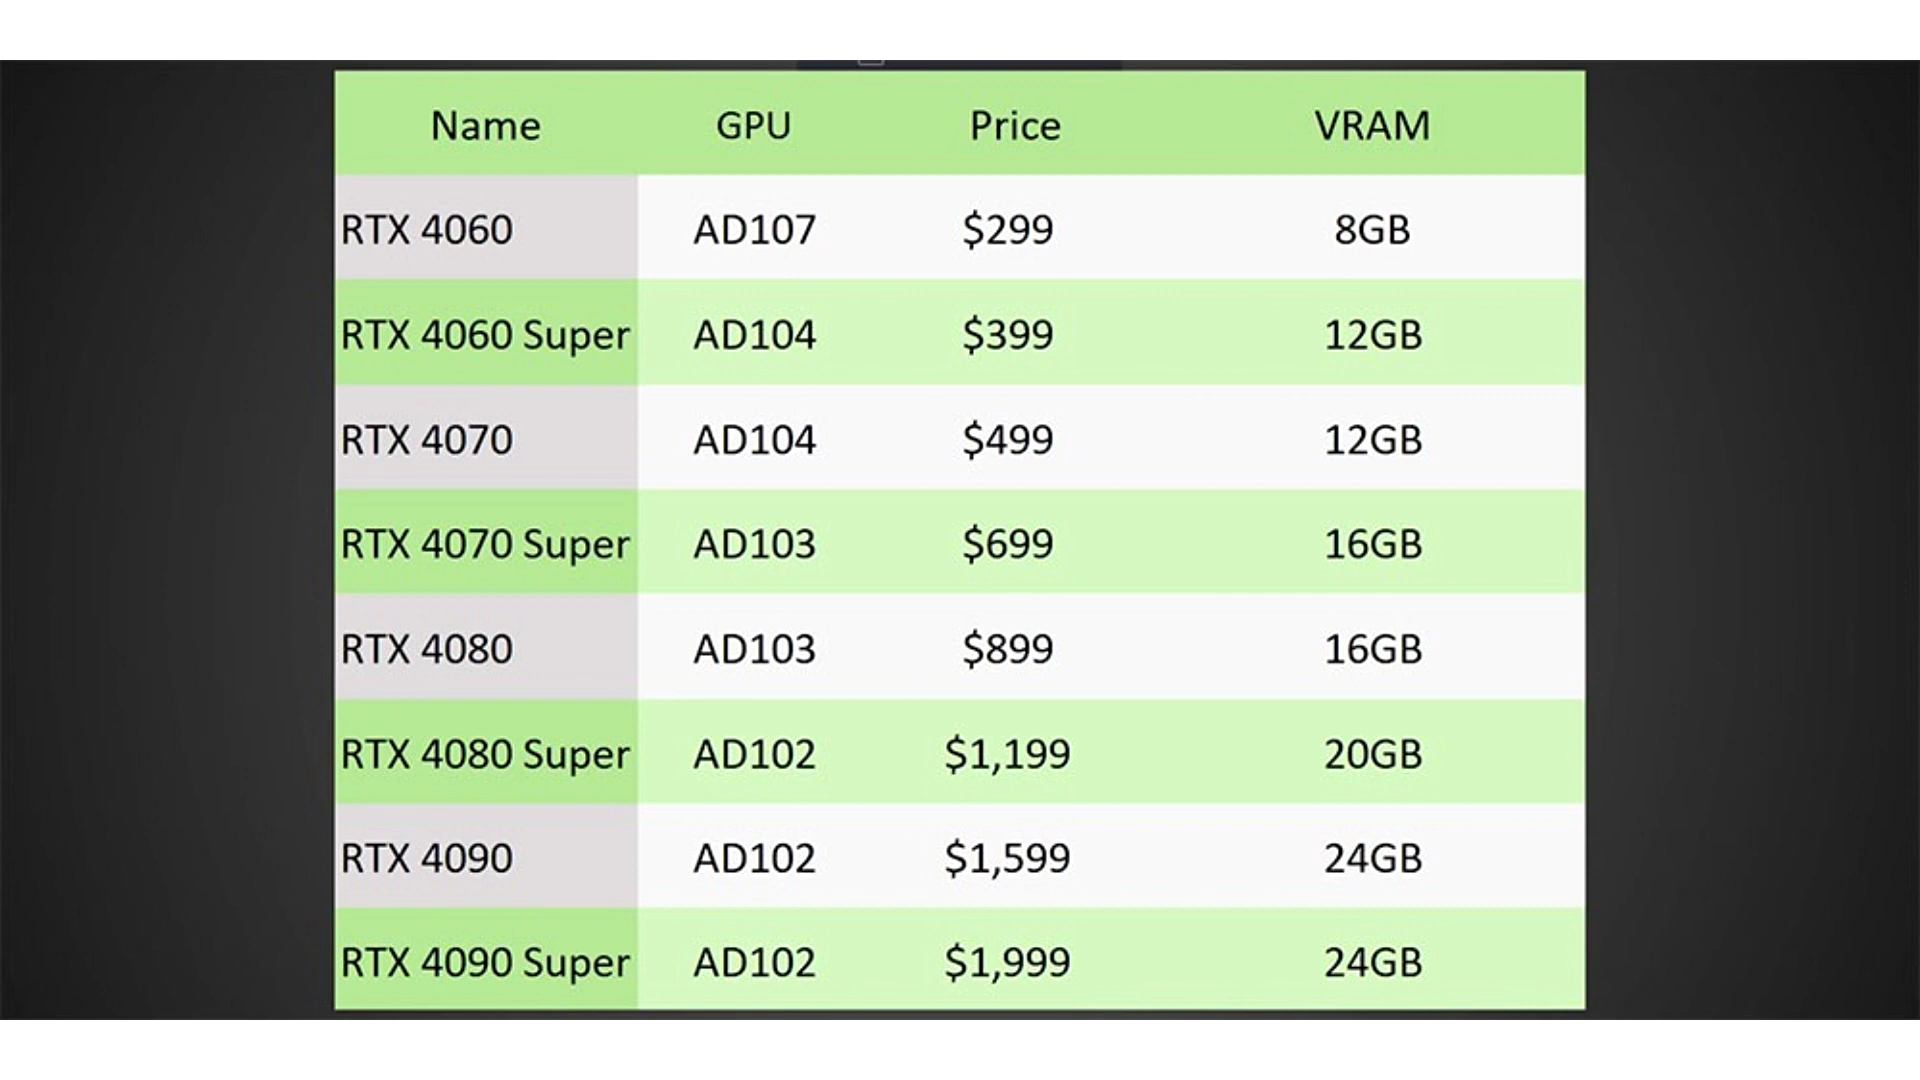 Name GPU Price VRAM
RTX 4060 AD107 $299 8GB
RTX 4060 Super AD104 $399 12GB
RTX 4070 AD104 $499 12GB
RTX 4070 Super AD103 $699 16GB
RTX 4080 AD103 $899 16GB
RTX 4080 Super AD102 $1,199 20GB
RTX 4090 AD102 $1,599 24GB
RTX 4090 Super AD102 $1,999 24GB